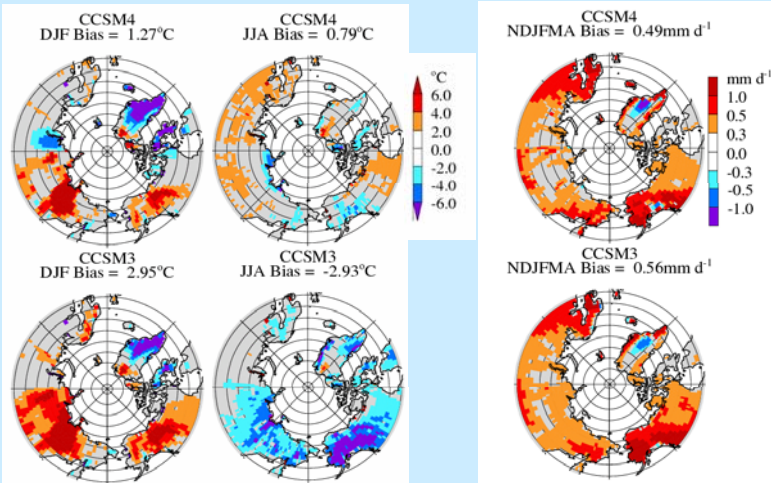 CCSM4
DJF Bias = 1.27°C
CCSM4
JJA Bias = 0.79°C
°C
6.0
4.0
2.0
0.0
-2.0
-4.0
-6.0
CCSM4
NDJFMA Bias = 0.49mm d⁻¹
mm d⁻¹
1.0
0.5
0.3
0.0
-0.3
-0.5
-1.0
CCSM3
DJF Bias = 2.95°C
CCSM3
JJA Bias = -2.93°C
CCSM3
NDJFMA Bias = 0.56mm d⁻¹